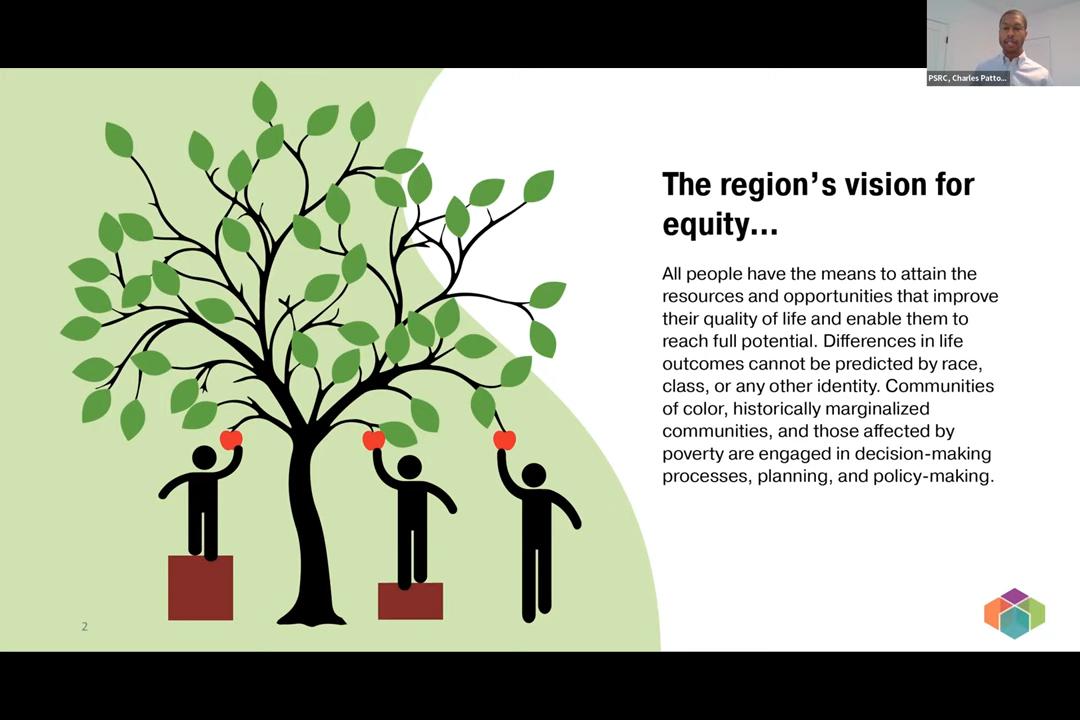 PSRC, Charles Patto...
The region's vision for
equity...
All people have the means to attain the
resources and opportunities that improve
their quality of life and enable them to
reach full potential. Differences in life
outcomes cannot be predicted by race,
class, or any other identity. Communities
of color, historically marginalized
communities, and those affected by
poverty are engaged in decision-making
processes, planning, and policy-making.
2